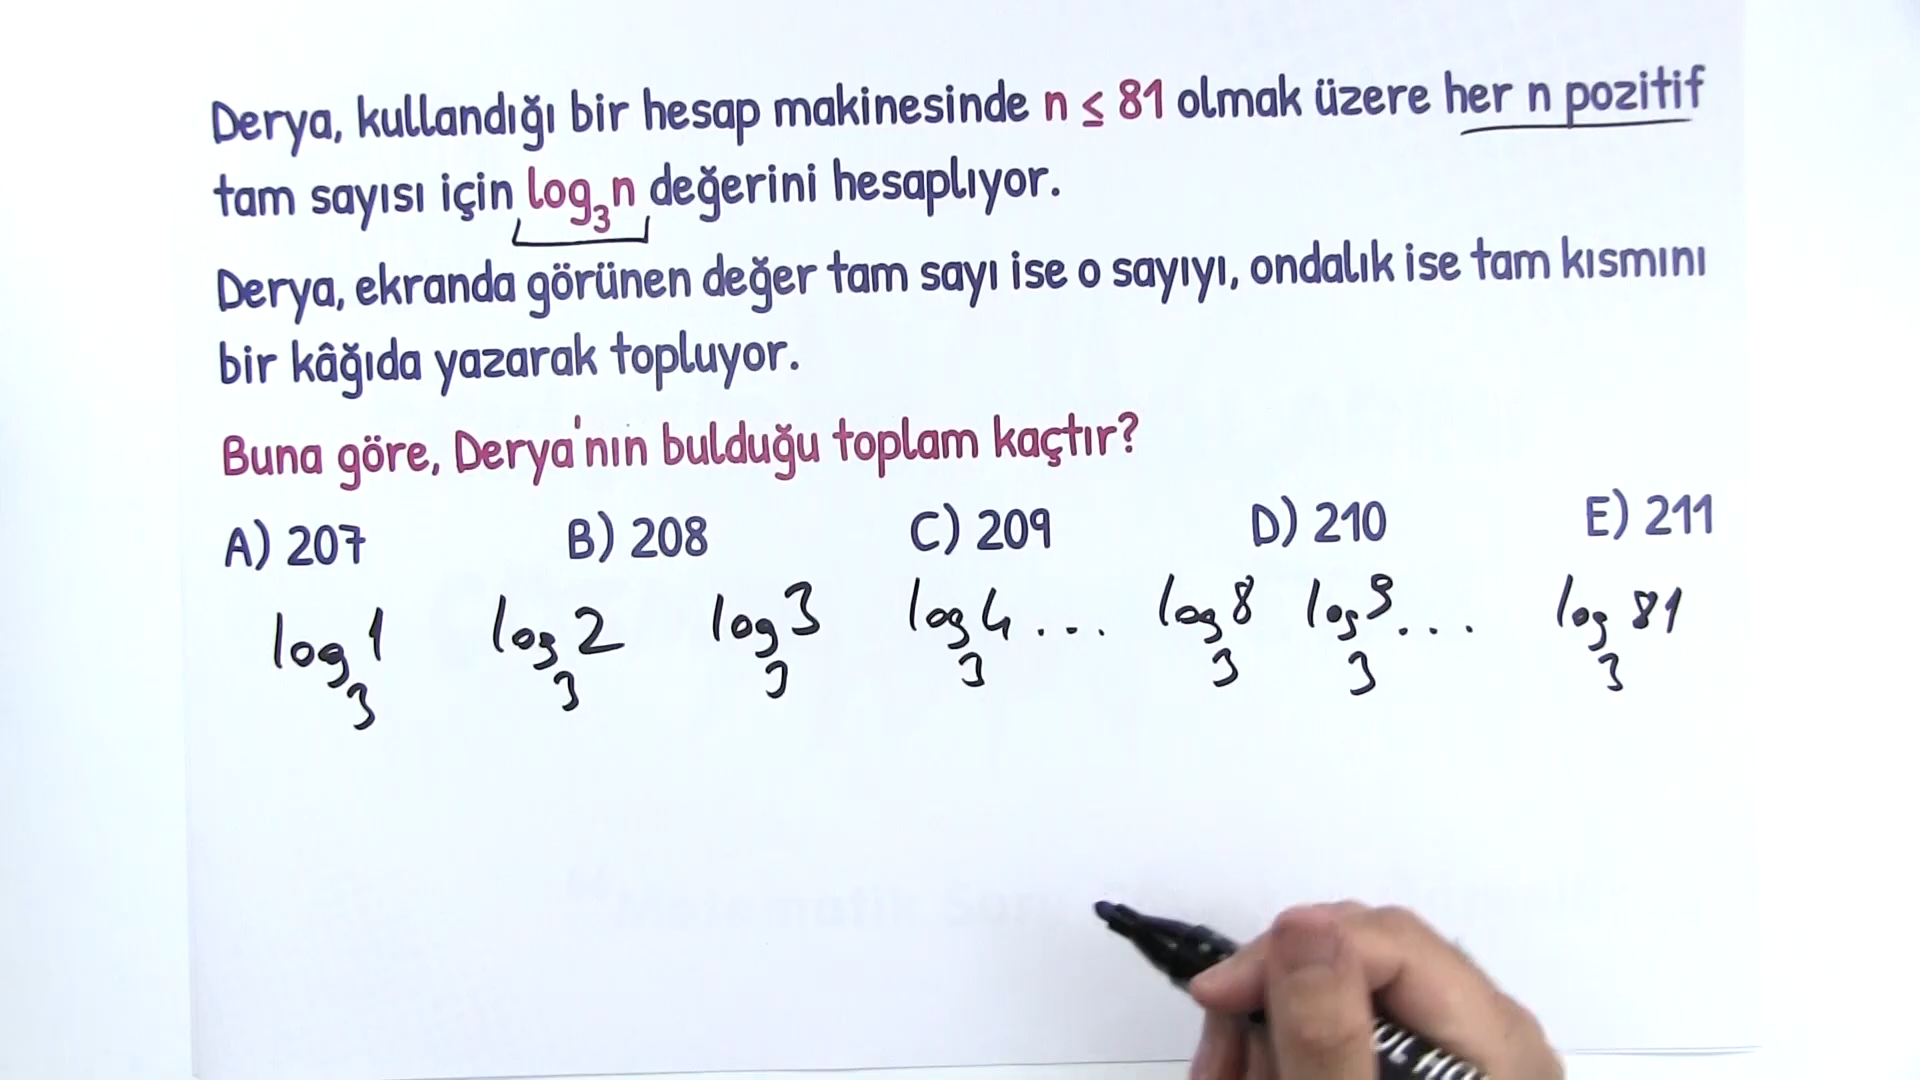 Derya, kullandığı bir hesap makinesinde n ≤ 81 olmak üzere her n pozitif
tam sayısı için log₃n değerini hesaplıyor.
Derya, ekranda görünen değer tam sayı ise o sayıyı, ondalık ise tam kısmını
bir kâğıda yazarak topluyor.
Buna göre, Derya'nın bulduğu toplam kaçtır?
A) 207 B) 208 C) 209 D) 210 E) 211
log₃1 log₃2 log₃3 log₃4 ... log₃8 log₃9 ... log₃81